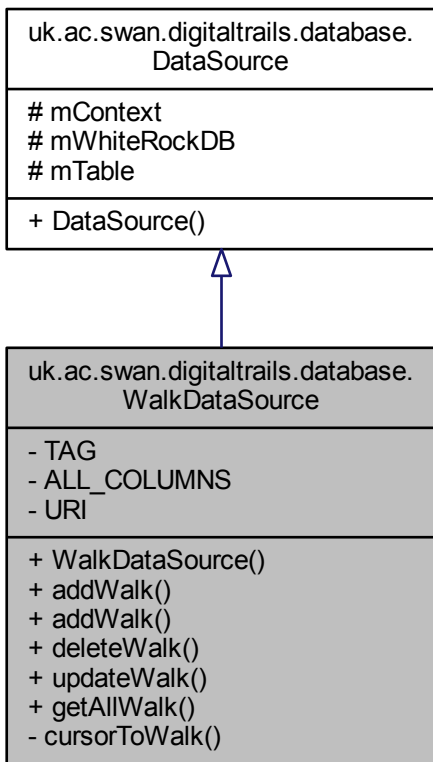 uk.ac.swan.digitaltrails.database.
DataSource
# mContext
# mWhiteRockDB
# mTable
+ DataSource()
uk.ac.swan.digitaltrails.database.
WalkDataSource
- TAG
- ALL_COLUMNS
- URI
+ WalkDataSource()
+ addWalk()
+ addWalk()
+ deleteWalk()
+ updateWalk()
+ getAllWalk()
- cursorToWalk()